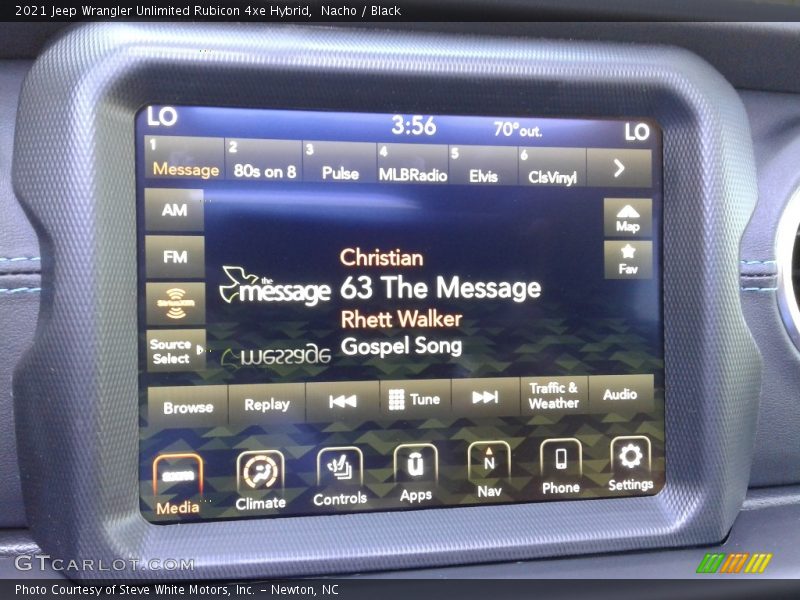 2021 Jeep Wrangler Unlimited Rubicon 4xe Hybrid, Nacho / Black
LO 3:56 70° out. LO
1 Message 2 80s on 8 3 Pulse 4 MLBRadio 5 Elvis 6 ClsVinyl
AM
Map
FM
Fav
Christian
the message 63 The Message
SiriusXM
Rhett Walker
Source Select
Gospel Song
Browse Replay Tune Traffic & Weather Audio
Media Climate Controls Apps N Nav Phone Settings
GTcarlot.com
Photo Courtesy of Steve White Motors, Inc. – Newton, NC